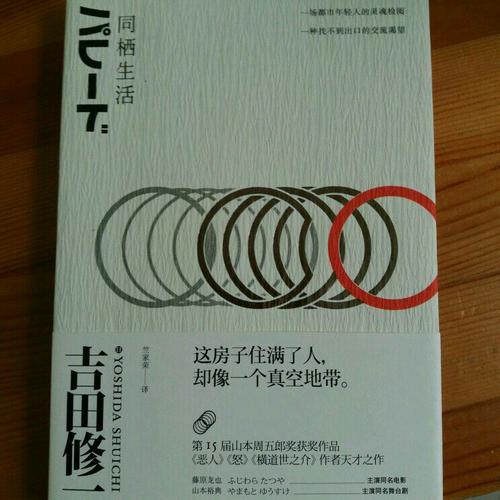 同栖生活
パレード
一场都市年轻人的灵魂检阅
一种找不到出口的交流渴望
吉田修一
日
YOSHIDA SHUICHI
竺家荣——译
这房子住满了人，
却像一个真空地带。
第15届山本周五郎奖获奖作品
《恶人》《怒》《横道世之介》作者天才之作
藤原龙也 ふじわら たつや —— 主演同名电影
山本裕典 やまもと ゆうすけ —— 主演同名舞台剧